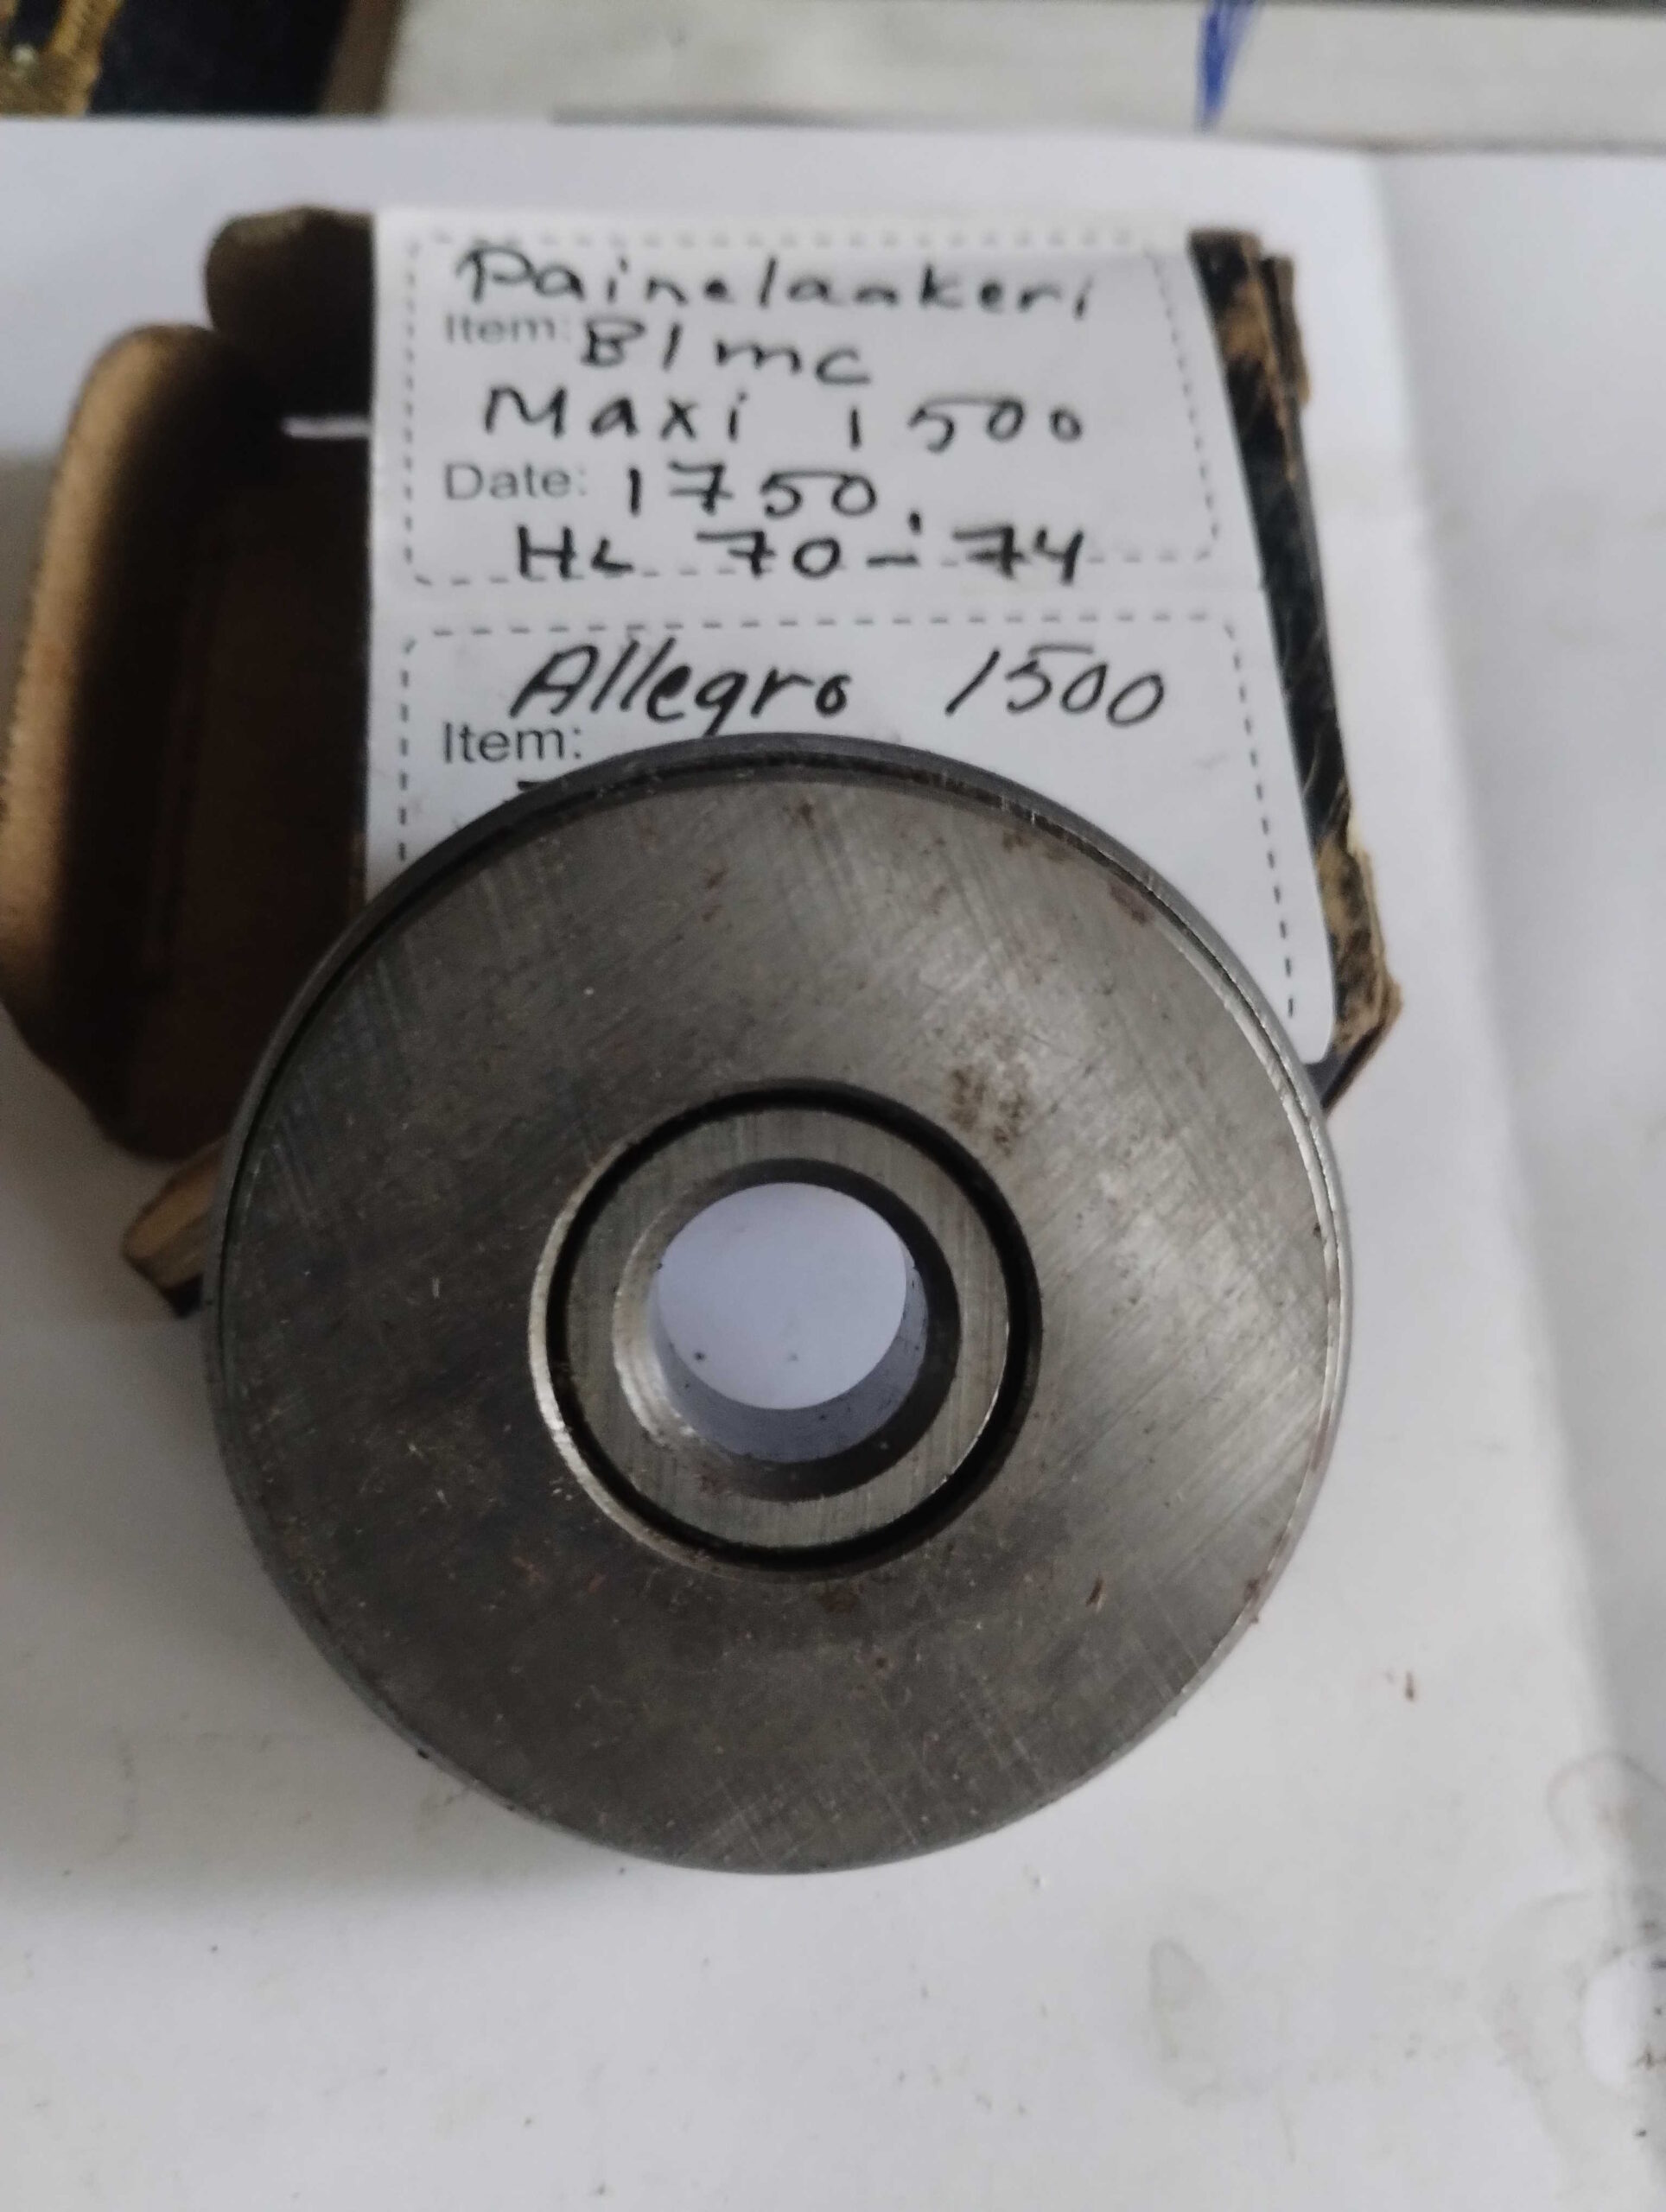 Painelaakeri
Item: Blmc
Maxi 1500
Date: 1750,
HL 70-74
Allegro 1500
Item: